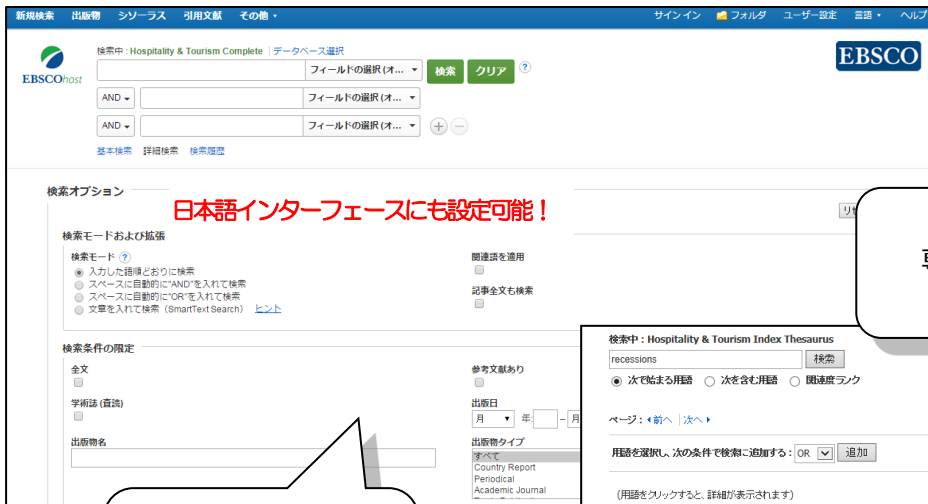 新規検索 出版物 シソーラス 引用文献 その他 サインイン フォルダ ユーザー設定 言語 ヘルプ
検索中 : Hospitality & Tourism Complete データベース選択
EBSCOhost
フィールドの選択 (オ... 検索 クリア ?
EBSCO
AND フィールドの選択 (オ...
AND フィールドの選択 (オ...
基本検索 詳細検索 検索履歴
検索オプション
日本語インターフェースにも設定可能!
検索モードおよび拡張
検索モード ?
入力した語順どおりに検索
スペースに自動的に"AND"を入れて検索
スペースに自動的に"OR"を入れて検索
文章を入れて検索 (SmartText Search) ヒント
関連語を適用
記事全文も検索
検索条件の限定
全文
学術誌 (査読)
出版物名
参考文献あり
出版日
月 年: – 月
出版物タイプ
すべて
Country Report
Periodical
Academic Journal
検索中 : Hospitality & Tourism Index Thesaurus
recessions 検索
次で始まる用語 次を含む用語 関連度ランク
ページ: 前へ 次へ
用語を選択し、次の条件で検索に追加する : OR 追加
(用語をクリックすると、詳細が表示されます)